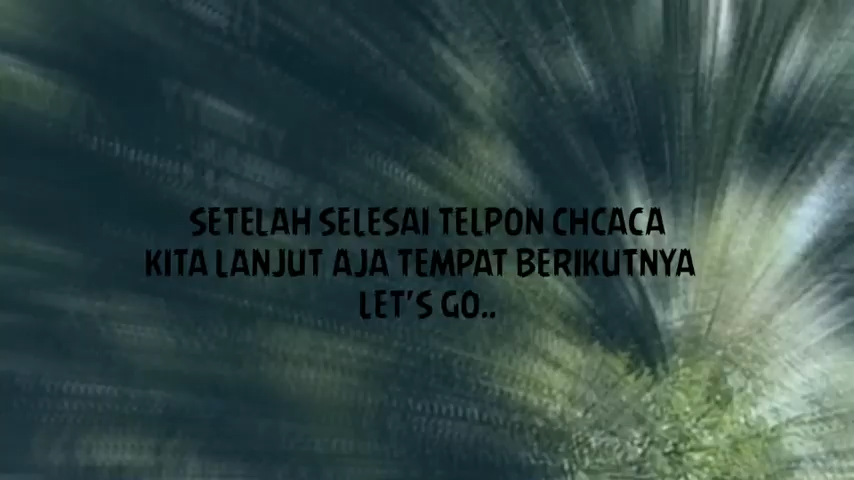 SETELAH SELESAI TELPON CHCACA
KITA LANJUT AJA TEMPAT BERIKUTNYA
LET'S GO..